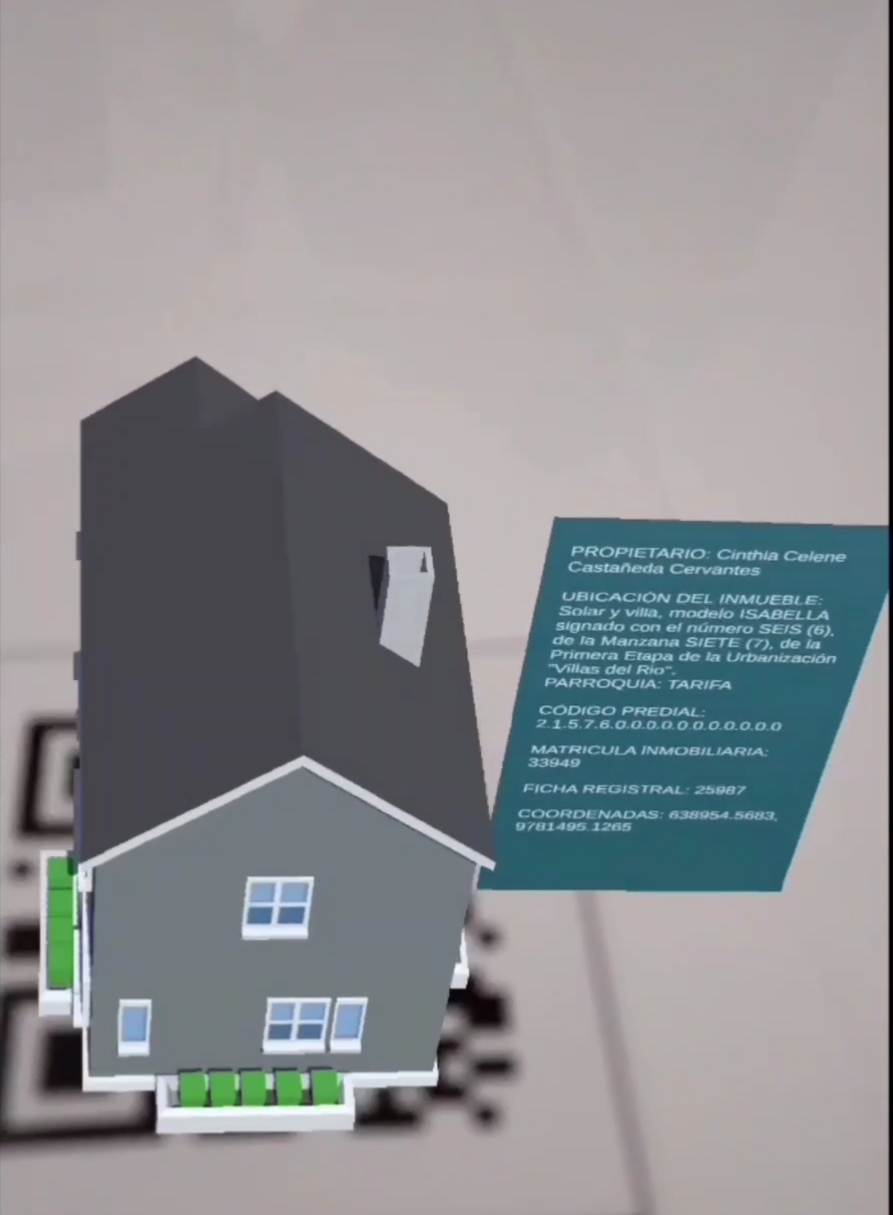 PROPIETARIO: Cinthia Celene
Castañeda Cervantes
UBICACIÓN DEL INMUEBLE:
Solar y villa, modelo ISABELLA
signado con el número SEIS (6),
de la Manzana SIETE (7), de la
Primera Etapa de la Urbanización
"Villas del Rio",
PARROQUIA: TARIFA
CÓDIGO PREDIAL:
2.1.5.7.6.0.0.0.0.0.0.0.0.0.0
MATRICULA INMOBILIARIA:
33949
FICHA REGISTRAL: 25987
COORDENADAS: 638954.5683,
9781495.1265